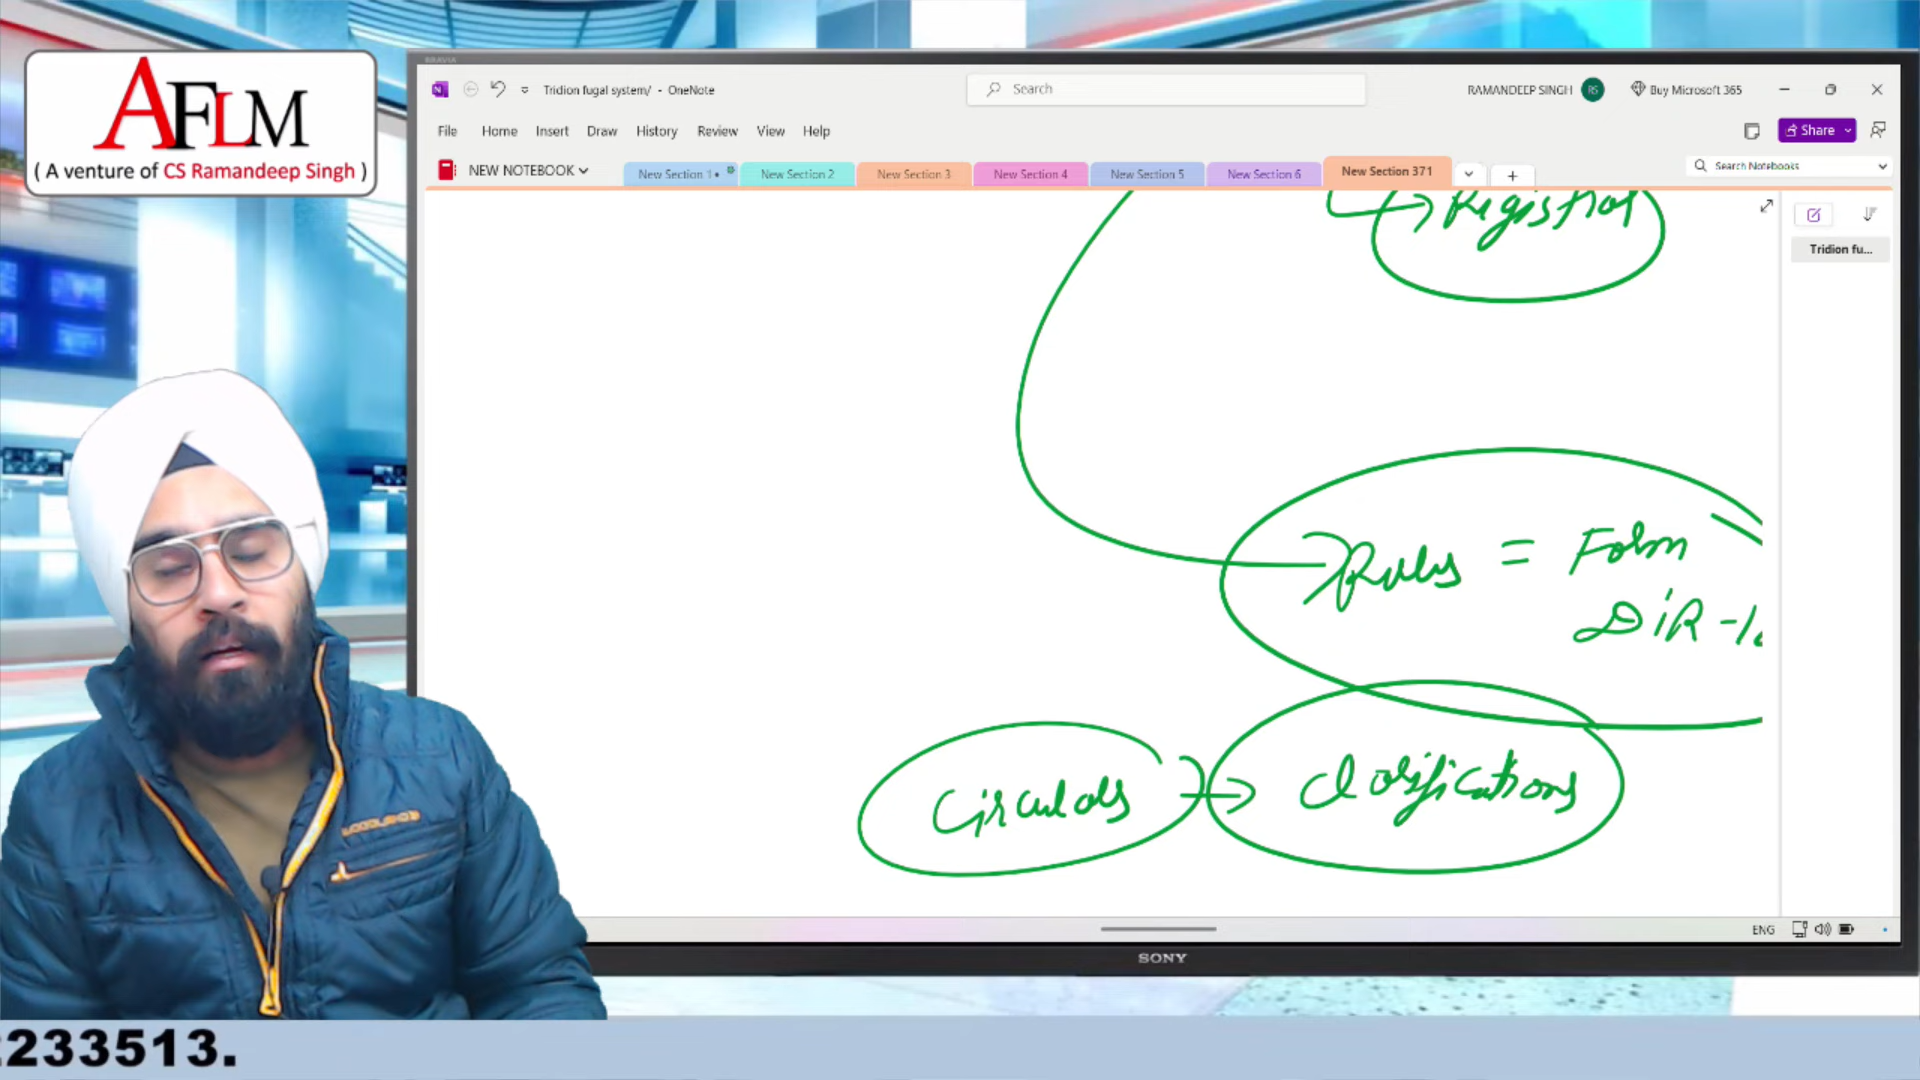 AFLM
( A venture of CS Ramandeep Singh )
Tridion fugal system/ - OneNote
Search
RAMANDEEP SINGH
RS
Buy Microsoft 365
File
Home
Insert
Draw
History
Review
View
Help
Share
NEW NOTEBOOK
New Section 1
New Section 2
New Section 3
New Section 4
New Section 5
New Section 6
New Section 371
+
Search Notebooks
Tridion fu...
Registrar
Rules = Form
DIR-1
Circulars → Clarifications
ENG
SONY
233513.